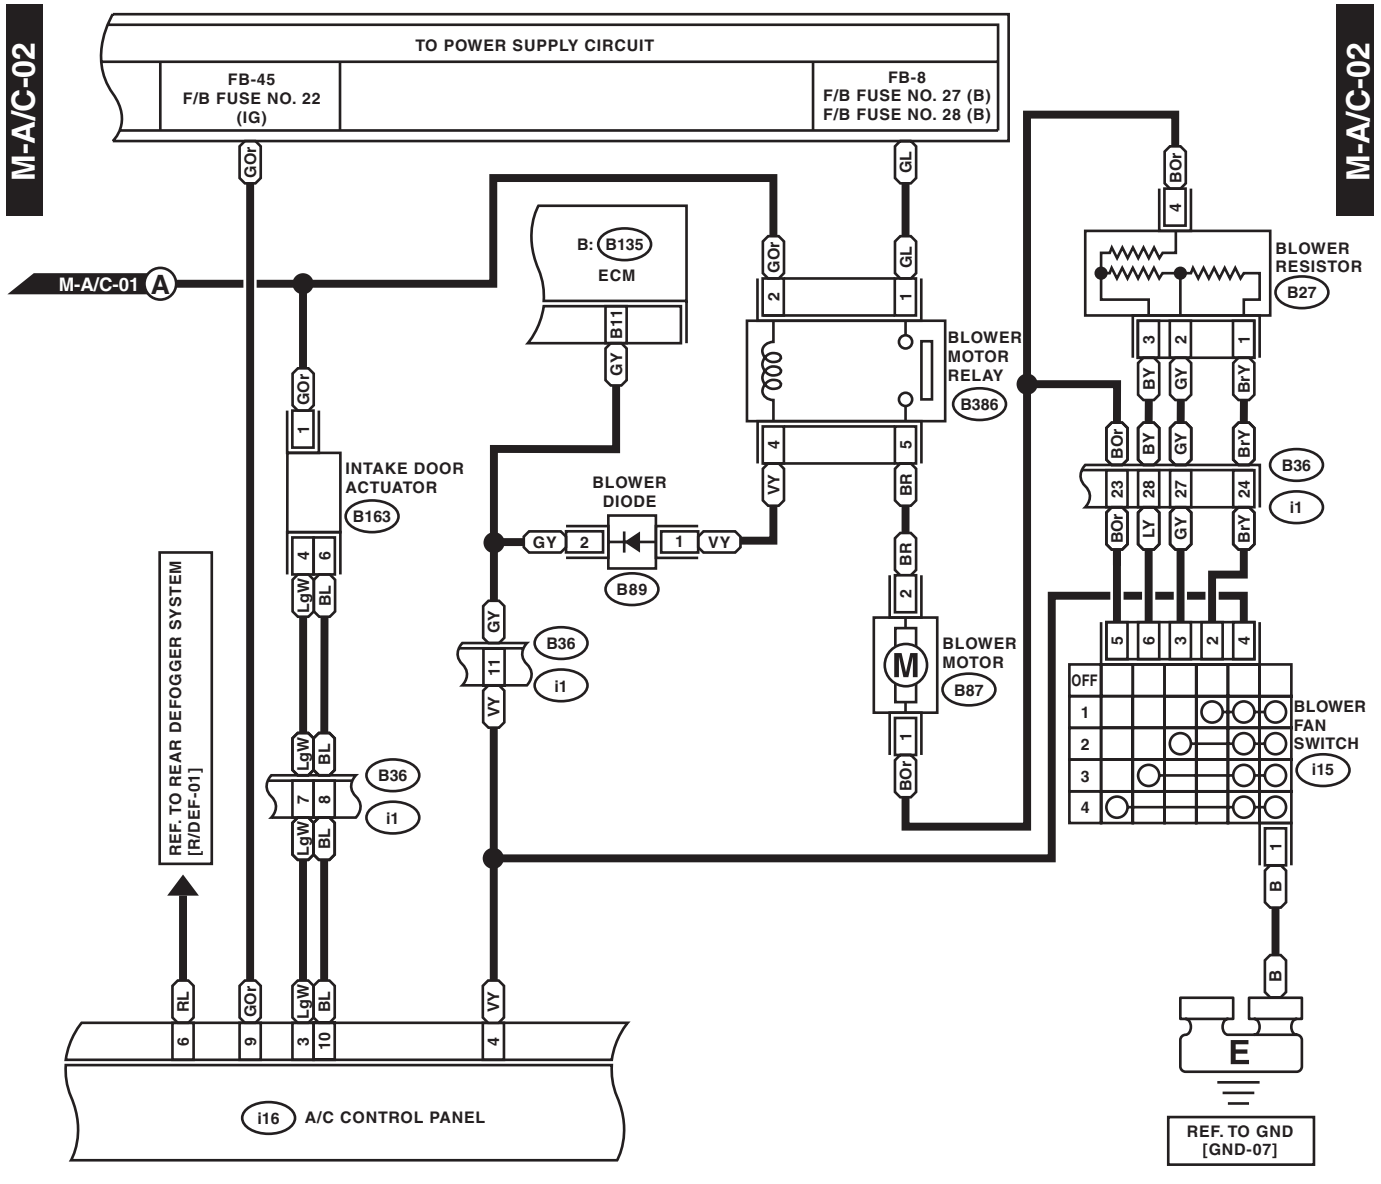 M-A/C-02
M-A/C-02
TO POWER SUPPLY CIRCUIT
FB-45
F/B FUSE NO. 22
(IG)
FB-8
F/B FUSE NO. 27 (B)
F/B FUSE NO. 28 (B)
GOr
GL
BOr
4
B: B135
ECM
B11
GY
GOr
GL
2
1
BLOWER
RESISTOR
B27
M-A/C-01 A
BLOWER
MOTOR
RELAY
B386
3
2
1
BY
GY
BrY
GOr
1
4
5
VY
BR
BOr
BY
GY
BrY
23
28
27
24
B36
i1
BOr
LY
GY
BrY
INTAKE DOOR
ACTUATOR
B163
4
6
LgW
BL
BLOWER
DIODE
GY
2
1
VY
B89
BR
2
REF. TO REAR DEFOGGER SYSTEM
[R/DEF-01]
GY
11
VY
B36
i1
M
BLOWER
MOTOR
B87
1
BOr
5
6
3
2
4
OFF
1
2
3
4
BLOWER
FAN
SWITCH
i15
LgW
BL
7
8
B36
i1
LgW
BL
1
B
B
RL
GOr
LgW
BL
VY
6
9
3
10
4
E
i16 A/C CONTROL PANEL
REF. TO GND
[GND-07]